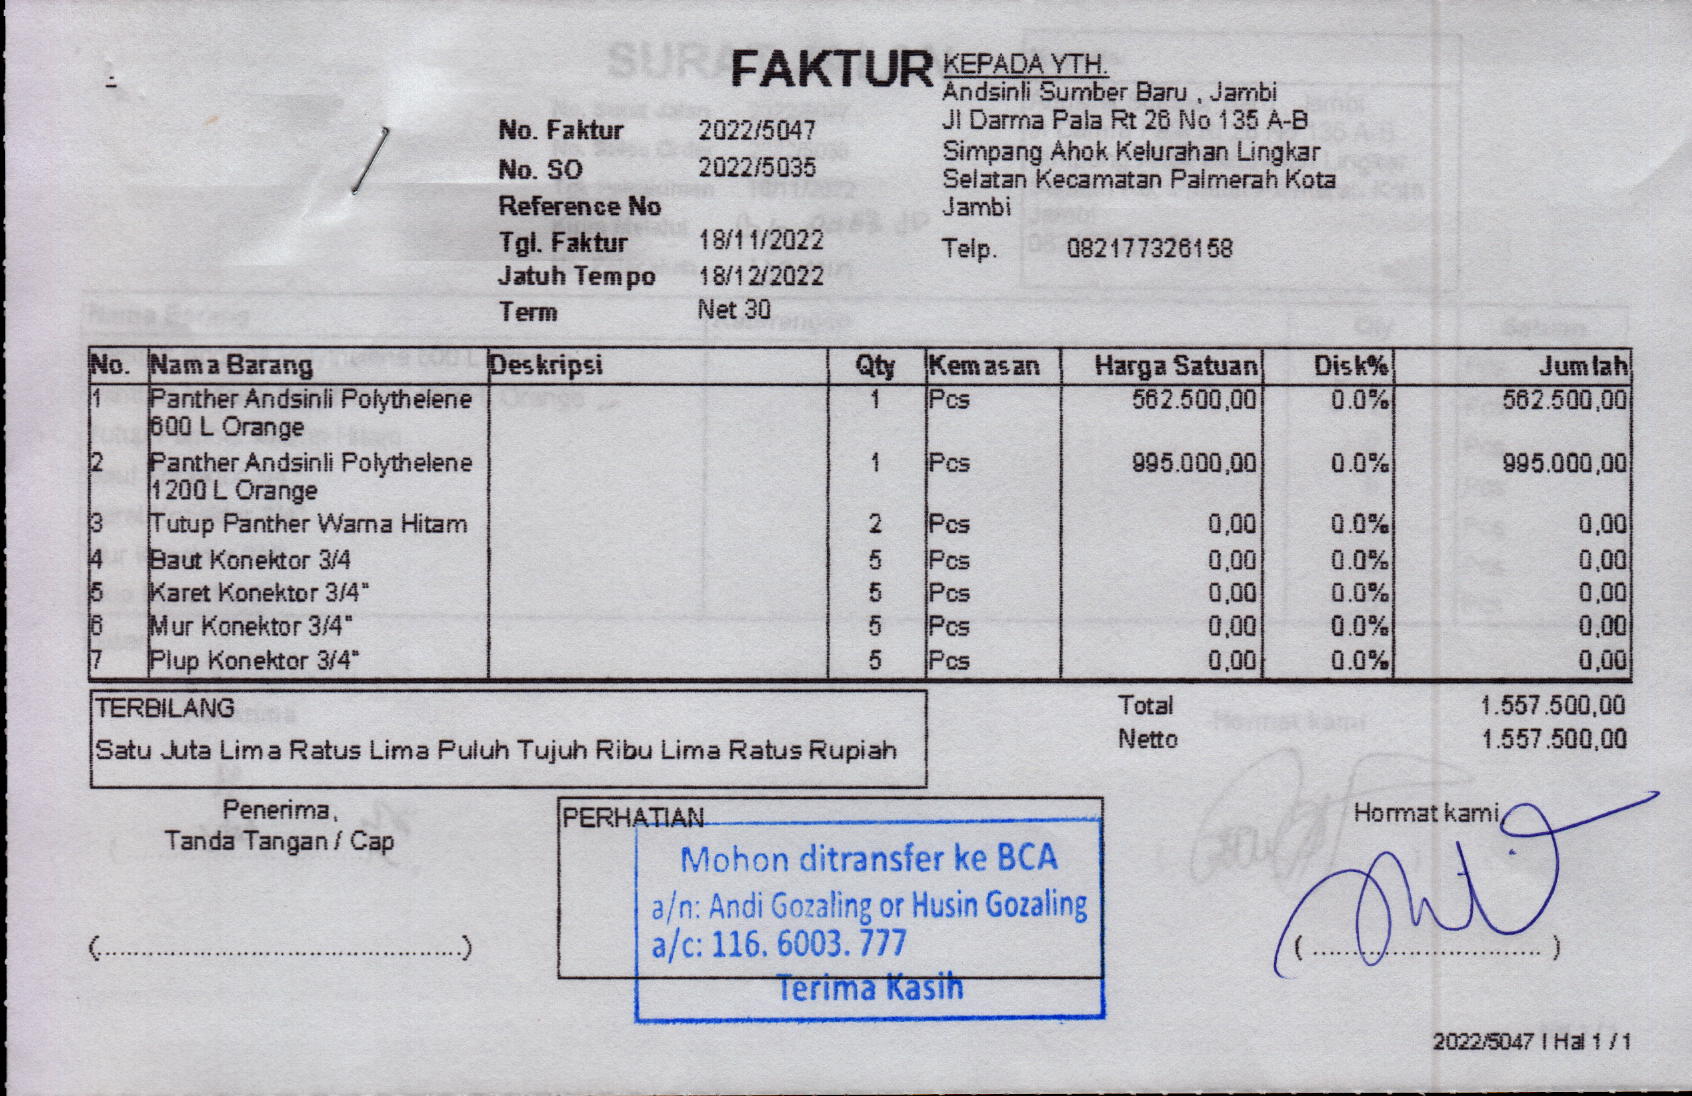 FAKTUR
No. Faktur 2022/5047
No. SO 2022/5035
Reference No
Tgl. Faktur 18/11/2022
Jatuh Tempo 18/12/2022
Term Net 30
KEPADA YTH.
Andsinli Sumber Baru , Jambi
Jl Darma Pala Rt 26 No 135 A-B
Simpang Ahok Kelurahan Lingkar
Selatan Kecamatan Palmerah Kota
Jambi
Telp. 082177326158
No. Nama Barang Deskripsi Qty Kemasan Harga Satuan Disk% Jumlah
1 Panther Andsinli Polythelene 1 Pcs 562.500,00 0.0% 562.500,00
600 L Orange
2 Panther Andsinli Polythelene 1 Pcs 995.000,00 0.0% 995.000,00
1200 L Orange
3 Tutup Panther Warna Hitam 2 Pcs 0,00 0.0% 0,00
4 Baut Konektor 3/4 5 Pcs 0,00 0.0% 0,00
5 Karet Konektor 3/4" 5 Pcs 0,00 0.0% 0,00
6 Mur Konektor 3/4" 5 Pcs 0,00 0.0% 0,00
7 Plup Konektor 3/4" 5 Pcs 0,00 0.0% 0,00
TERBILANG
Satu Juta Lima Ratus Lima Puluh Tujuh Ribu Lima Ratus Rupiah
Total 1.557.500,00
Netto 1.557.500,00
Penerima,
Tanda Tangan / Cap
(..............................................)
PERHATIAN
Mohon ditransfer ke BCA
a/n: Andi Gozaling or Husin Gozaling
a/c: 116. 6003. 777
Terima Kasih
Hormat kami,
( ............................. )
2022/5047 | Hal 1 / 1